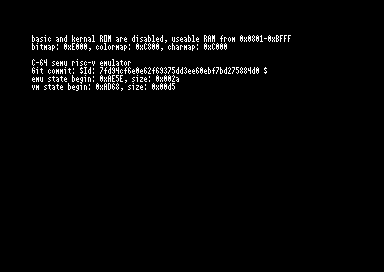 basic and kernal ROM are disabled, useable RAM from 0x0801-0xBFFF
bitmap: 0xE000, colormap: 0xC800, charmap: 0xC000
C-64 semu risc-v emulator
Git commit: $Id: 7fd94cf6e0e62f69375dd3ee60ebf7bd275884d0 $
emu state begin: 0xAE5E, size: 0x002a
vm state begin: 0xAD68, size: 0x00d5